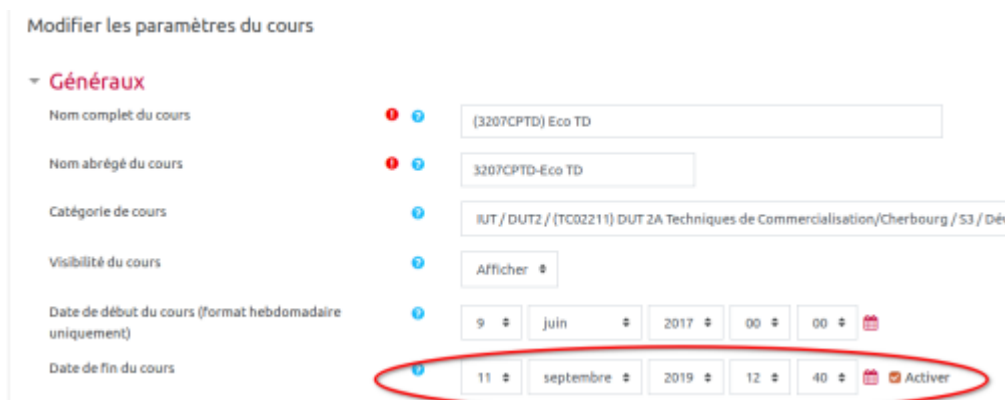 Modifier les paramètres du cours
Généraux
Nom complet du cours
(3207CPTD) Eco TD
Nom abrégé du cours
3207CPTD-Eco TD
Catégorie de cours
IUT / DUT2 / (TC02211) DUT 2A Techniques de Commercialisation/Cherbourg / S3 / Dév
Visibilité du cours
Afficher
Date de début du cours (format hebdomadaire
uniquement)
9 juin 2017 00 00
Date de fin du cours
11 septembre 2019 12 40 Activer